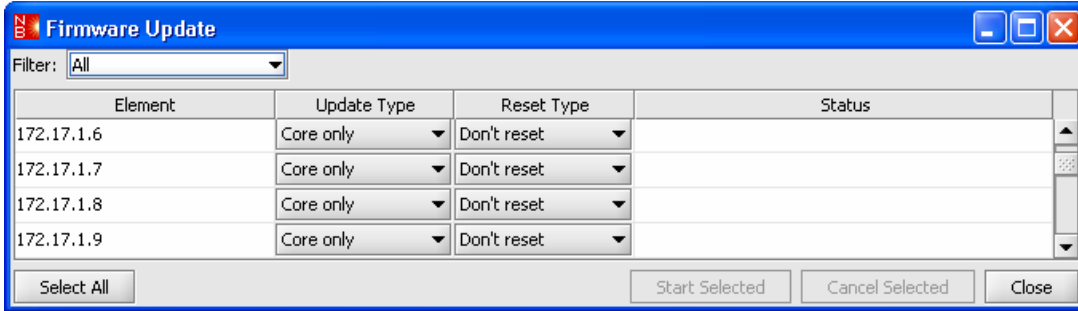 NB Firmware Update
Filter: All
Element Update Type Reset Type Status
172.17.1.6 Core only Don't reset
172.17.1.7 Core only Don't reset
172.17.1.8 Core only Don't reset
172.17.1.9 Core only Don't reset
Select All Start Selected Cancel Selected Close